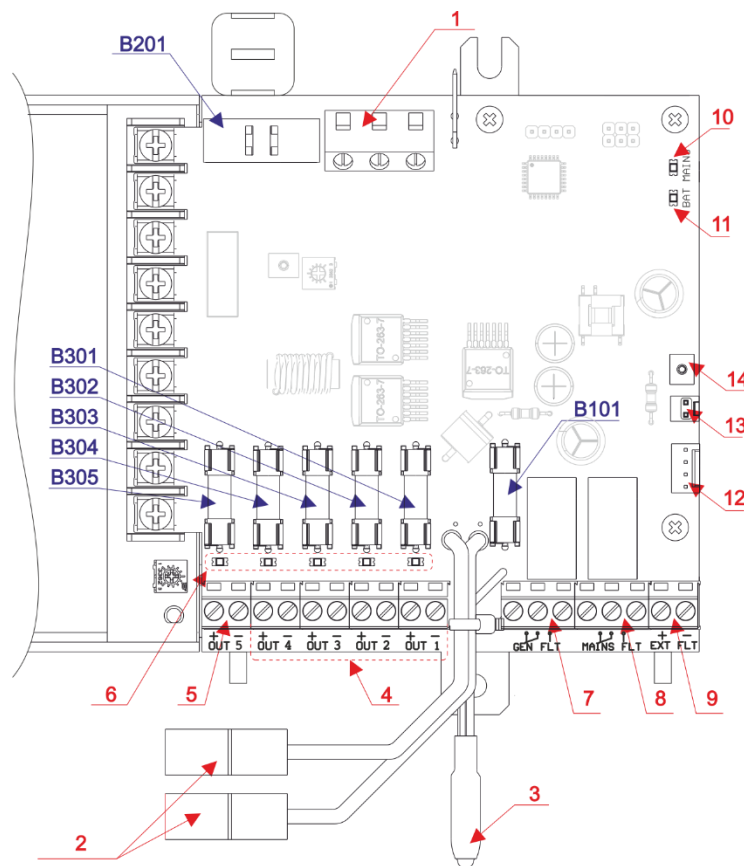 1
B201
10
BAT MAINS
11
TO-263-7
TO-263-7
TO-263-7
B301
B302
B303
B304
B305
B101
14
13
12
+ − + − + − + − + −
OUT 5 OUT 4 OUT 3 OUT 2 OUT 1
GEN FLT MAINS FLT
+ −
EXT FLT
6
5
4
7
8
9
2
3